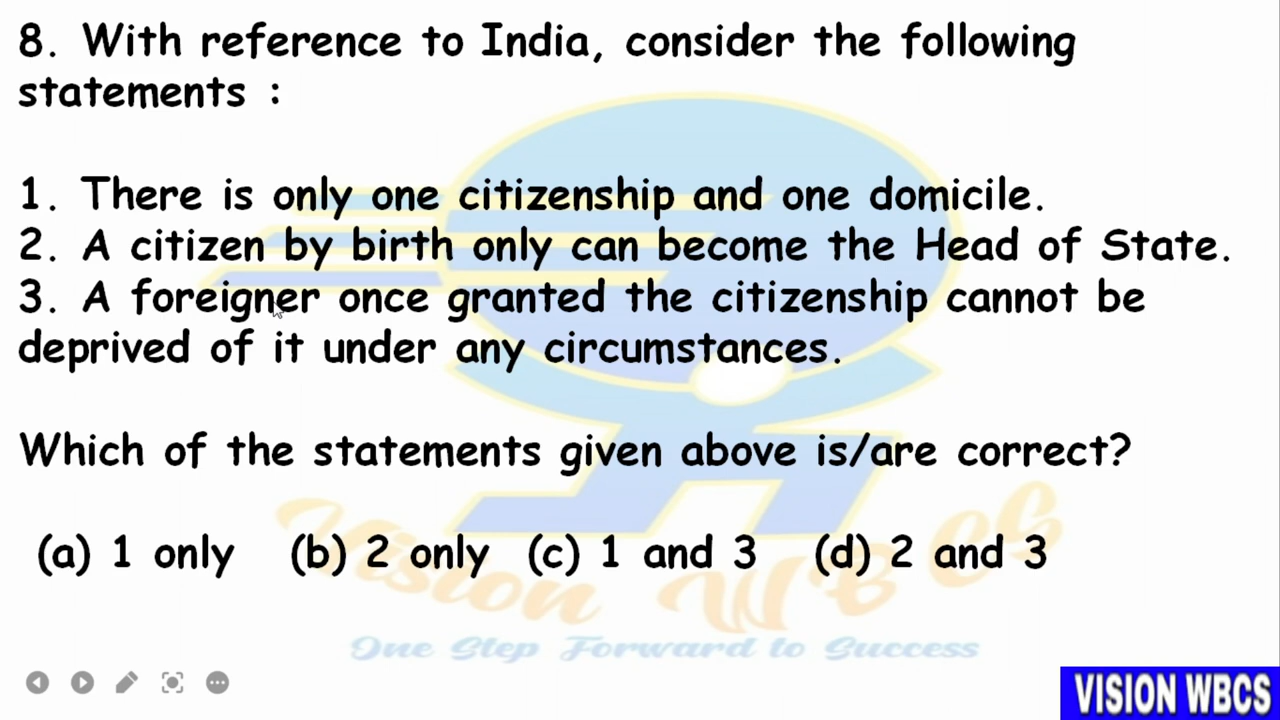 8. With reference to India, consider the following
statements :
1. There is only one citizenship and one domicile.
2. A citizen by birth only can become the Head of State.
3. A foreigner once granted the citizenship cannot be
deprived of it under any circumstances.
Which of the statements given above is/are correct?
(a) 1 only (b) 2 only (c) 1 and 3 (d) 2 and 3
Vision WBCS
One Step Forward to Success
VISION WBCS